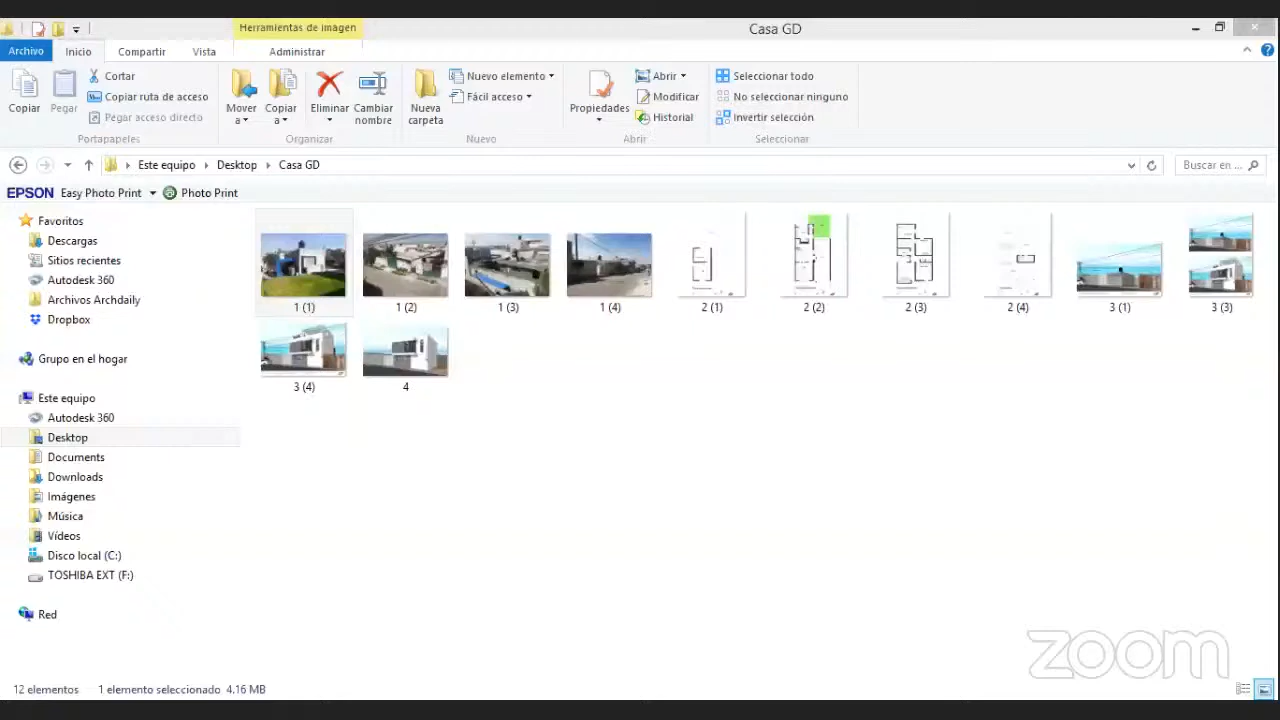 Herramientas de imagen
Casa GD
Archivo
Inicio
Compartir
Vista
Administrar
Copiar
Pegar
Cortar
Copiar ruta de acceso
Pegar acceso directo
Portapapeles
Mover a
Copiar a
Eliminar
Cambiar nombre
Organizar
Nueva carpeta
Nuevo elemento
Fácil acceso
Nuevo
Propiedades
Abrir
Modificar
Historial
Abrir
Seleccionar todo
No seleccionar ninguno
Invertir selección
Seleccionar
Este equipo
Desktop
Casa GD
Buscar en ...
EPSON Easy Photo Print
Photo Print
Favoritos
Descargas
Sitios recientes
Autodesk 360
Archivos Archdaily
Dropbox
Grupo en el hogar
Este equipo
Autodesk 360
Desktop
Documents
Downloads
Imágenes
Música
Vídeos
Disco local (C:)
TOSHIBA EXT (F:)
Red
1 (1)
1 (2)
1 (3)
1 (4)
2 (1)
2 (2)
2 (3)
2 (4)
3 (1)
3 (3)
3 (4)
4
zoom
12 elementos
1 elemento seleccionado 4.16 MB